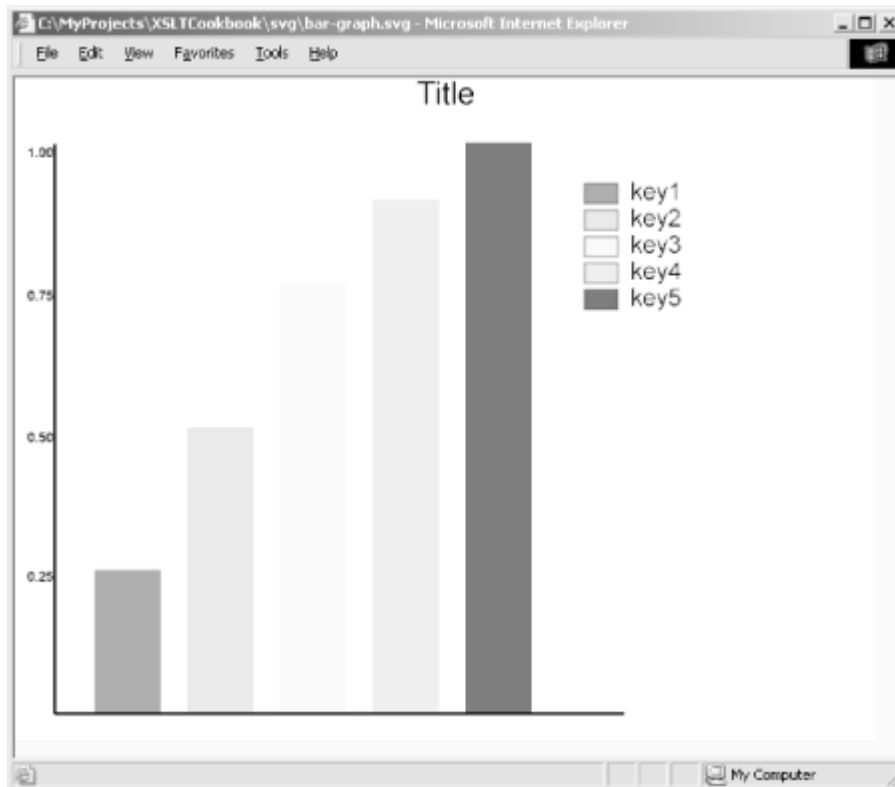 C:\MyProjects\XSLTCookbook\svg\bar-graph.svg - Microsoft Internet Explorer
File Edit View Favorites Tools Help
Title
1.00
0.75
0.50
0.25
key1
key2
key3
key4
key5
My Computer